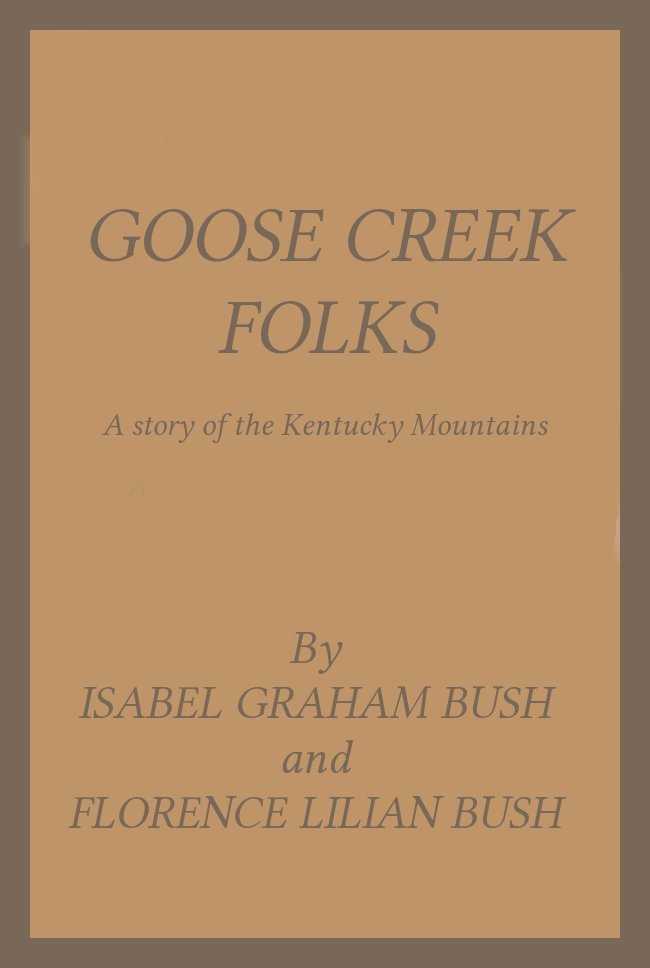 GOOSE CREEK
FOLKS
A story of the Kentucky Mountains
By
ISABEL GRAHAM BUSH
and
FLORENCE LILIAN BUSH